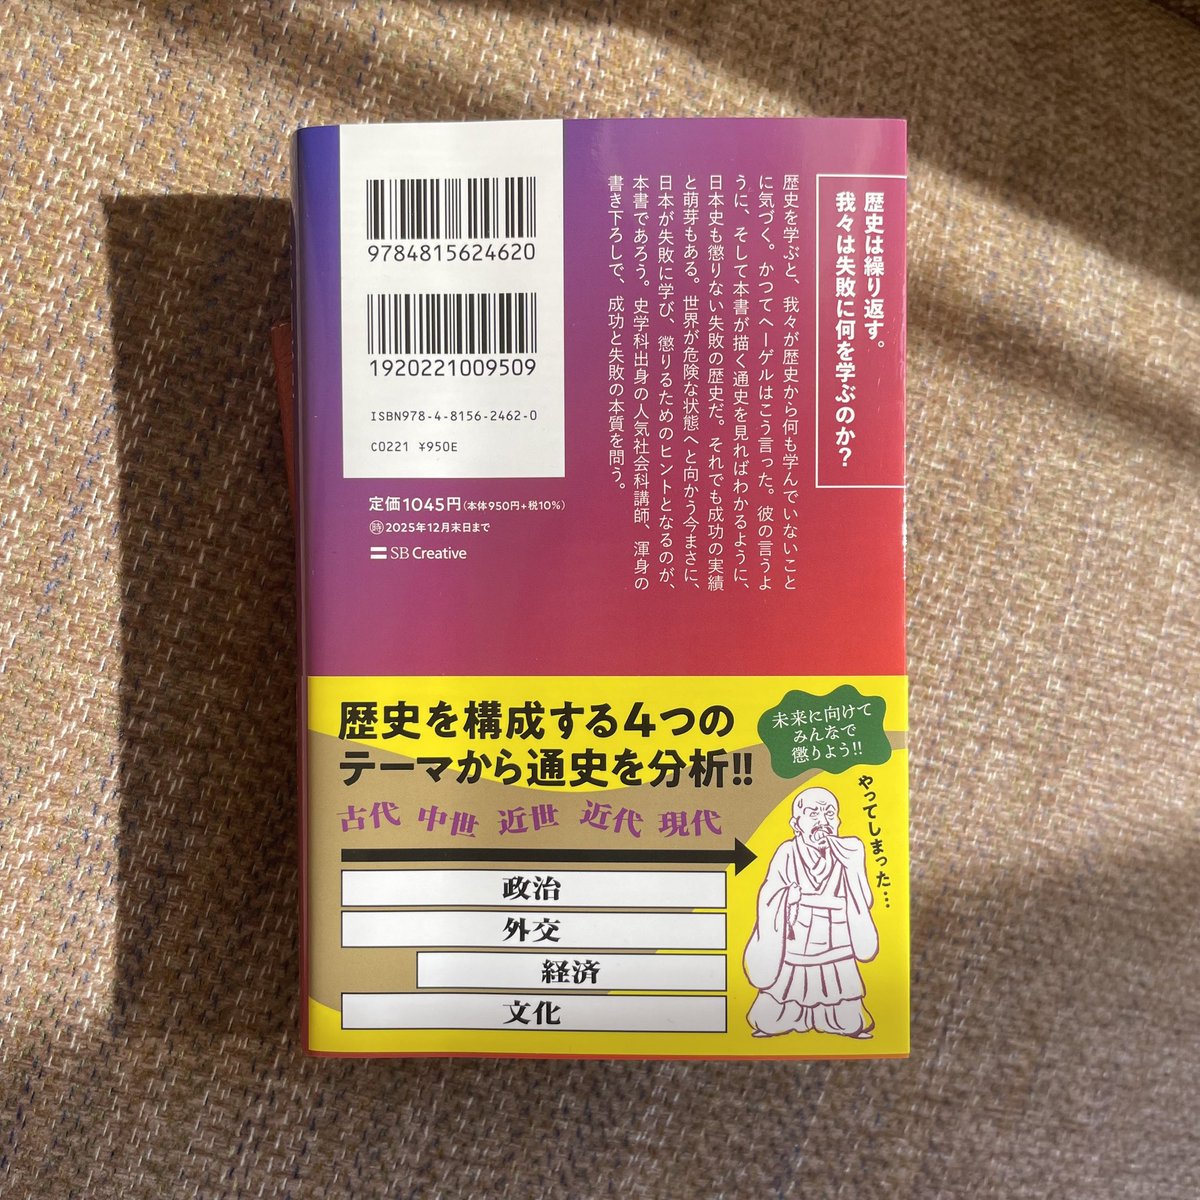 歴史は繰り返す。
我々は失敗に何を学ぶのか？
歴史を学ぶと、我々が歴史から何も学んでいないこと
に気づく。かつてヘーゲルはこう言った。彼の言うよ
うに、そして本書が描く通史を見ればわかるように、
日本史も懲りない失敗の歴史だ。それでも成功の実績
と萌芽もある。世界が危険な状態へと向かう今まさに、
日本が失敗に学び、懲りるためのヒントとなるのが、
本書であろう。史学科出身の人気社会科講師、渾身の
書き下ろしで、成功と失敗の本質を問う。
9784815624620
1920221009509
ISBN978-4-8156-2462-0
C0221 ¥950E
定価1045円（本体950円+税10%）
時 2025年12月末日まで
SB Creative
歴史を構成する4つの
テーマから通史を分析!!
古代 中世 近世 近代 現代
政治
外交
経済
文化
未来に向けて
みんなで
懲りよう!!
やってしまった…